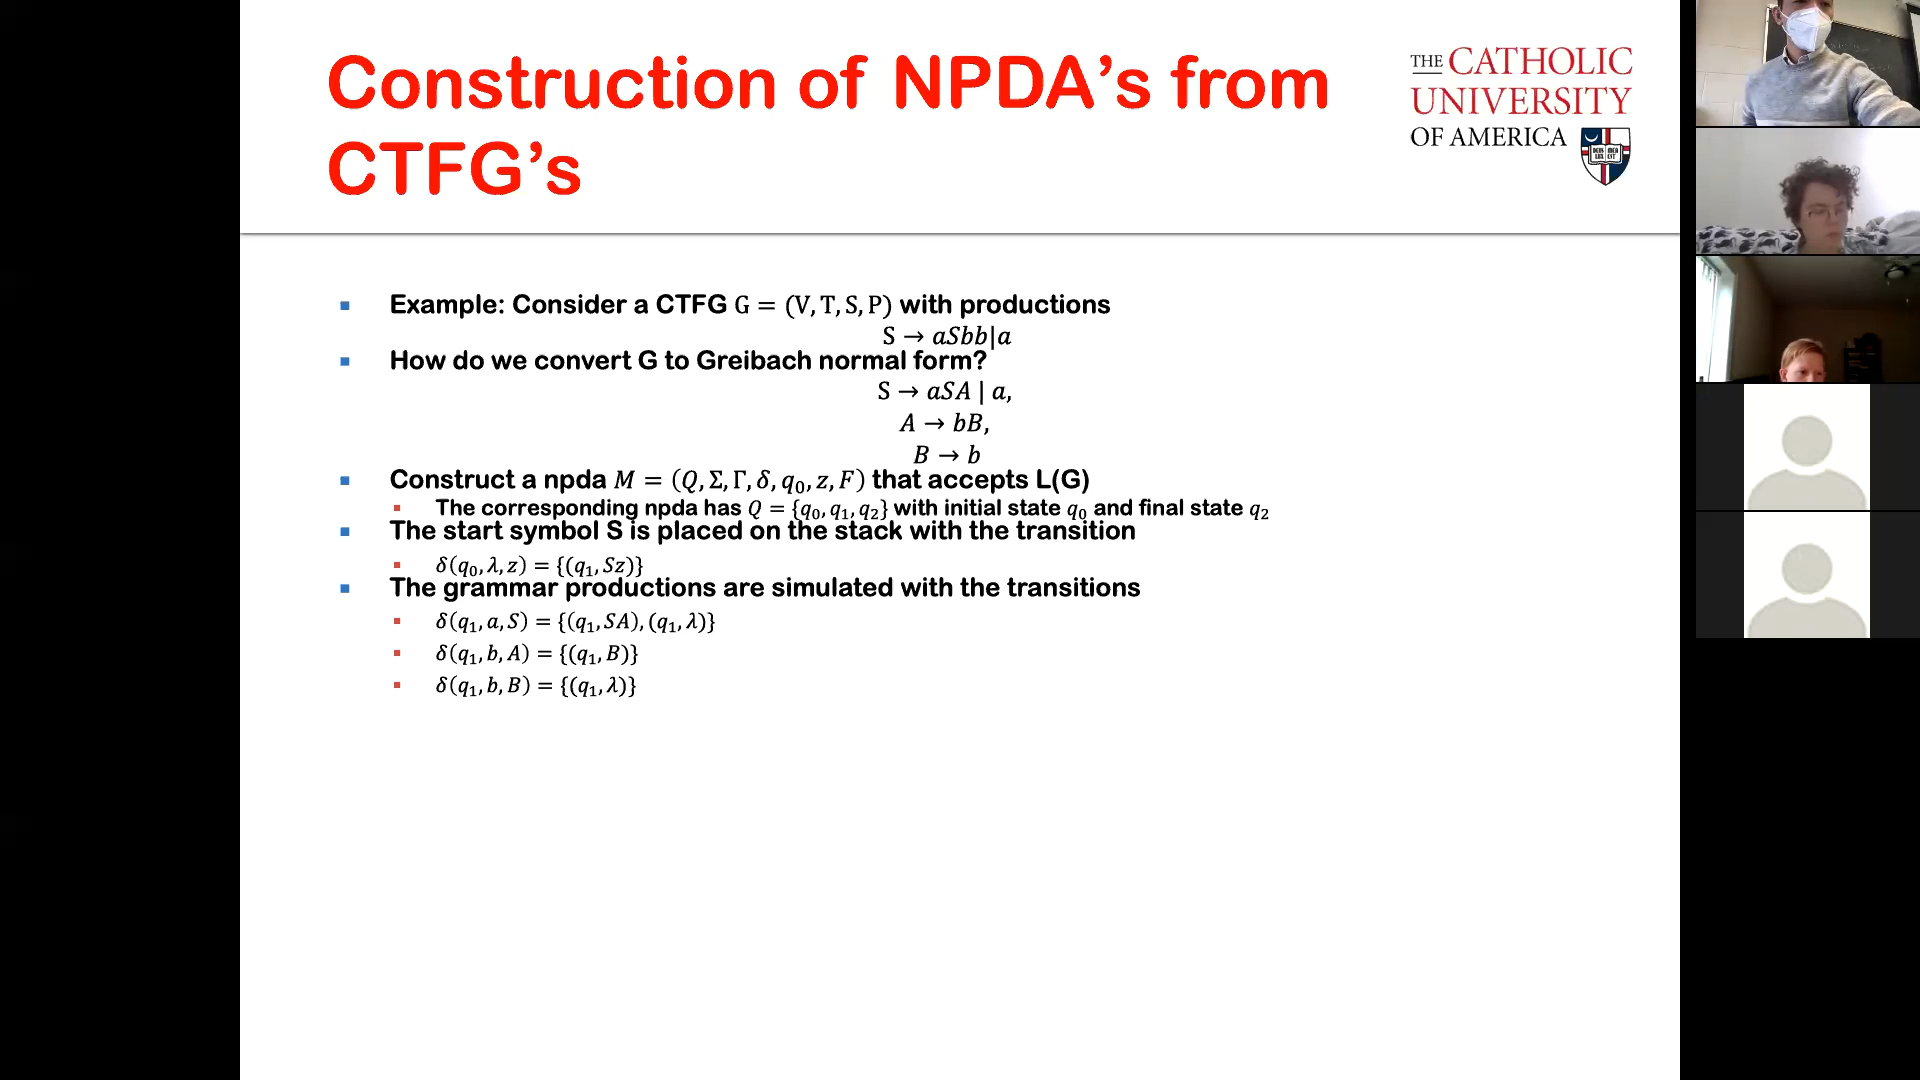 Construction of NPDA's from
CTFG's
THE CATHOLIC
UNIVERSITY
OF AMERICA
DEUS LUX MEA EST
Example: Consider a CTFG G = (V, T, S, P) with productions
S → aSbb|a
How do we convert G to Greibach normal form?
S → aSA | a,
A → bB,
B → b
Construct a npda M = (Q, Σ, Γ, δ, q₀, z, F) that accepts L(G)
The corresponding npda has Q = {q₀, q₁, q₂} with initial state q₀ and final state q₂
The start symbol S is placed on the stack with the transition
δ(q₀, λ, z) = {(q₁, Sz)}
The grammar productions are simulated with the transitions
δ(q₁, a, S) = {(q₁, SA), (q₁, λ)}
δ(q₁, b, A) = {(q₁, B)}
δ(q₁, b, B) = {(q₁, λ)}